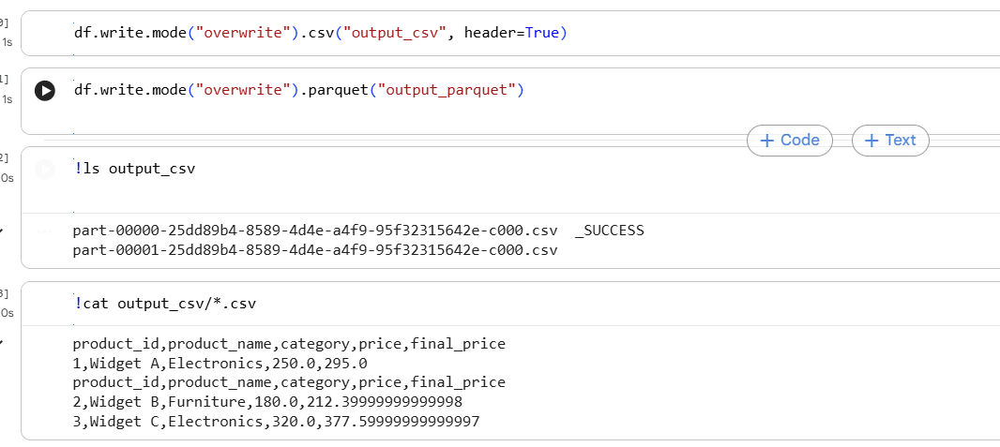 0]
1s
df.write.mode("overwrite").csv("output_csv", header=True)
1]
1s
df.write.mode("overwrite").parquet("output_parquet")
+ Code + Text
2]
0s
!ls output_csv
part-00000-25dd89b4-8589-4d4e-a4f9-95f32315642e-c000.csv _SUCCESS
part-00001-25dd89b4-8589-4d4e-a4f9-95f32315642e-c000.csv
3]
0s
!cat output_csv/*.csv
product_id,product_name,category,price,final_price
1,Widget A,Electronics,250.0,295.0
product_id,product_name,category,price,final_price
2,Widget B,Furniture,180.0,212.39999999999998
3,Widget C,Electronics,320.0,377.59999999999997